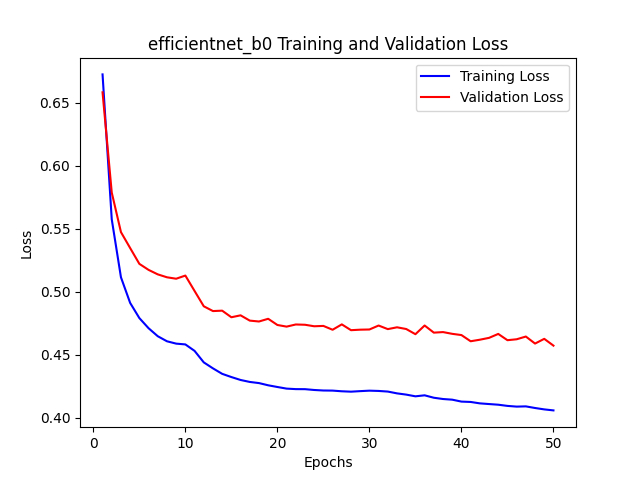 efficientnet_b0 Training and Validation Loss
Training Loss
Validation Loss
Loss
0.65
0.60
0.55
0.50
0.45
0.40
0 10 20 30 40 50
Epochs